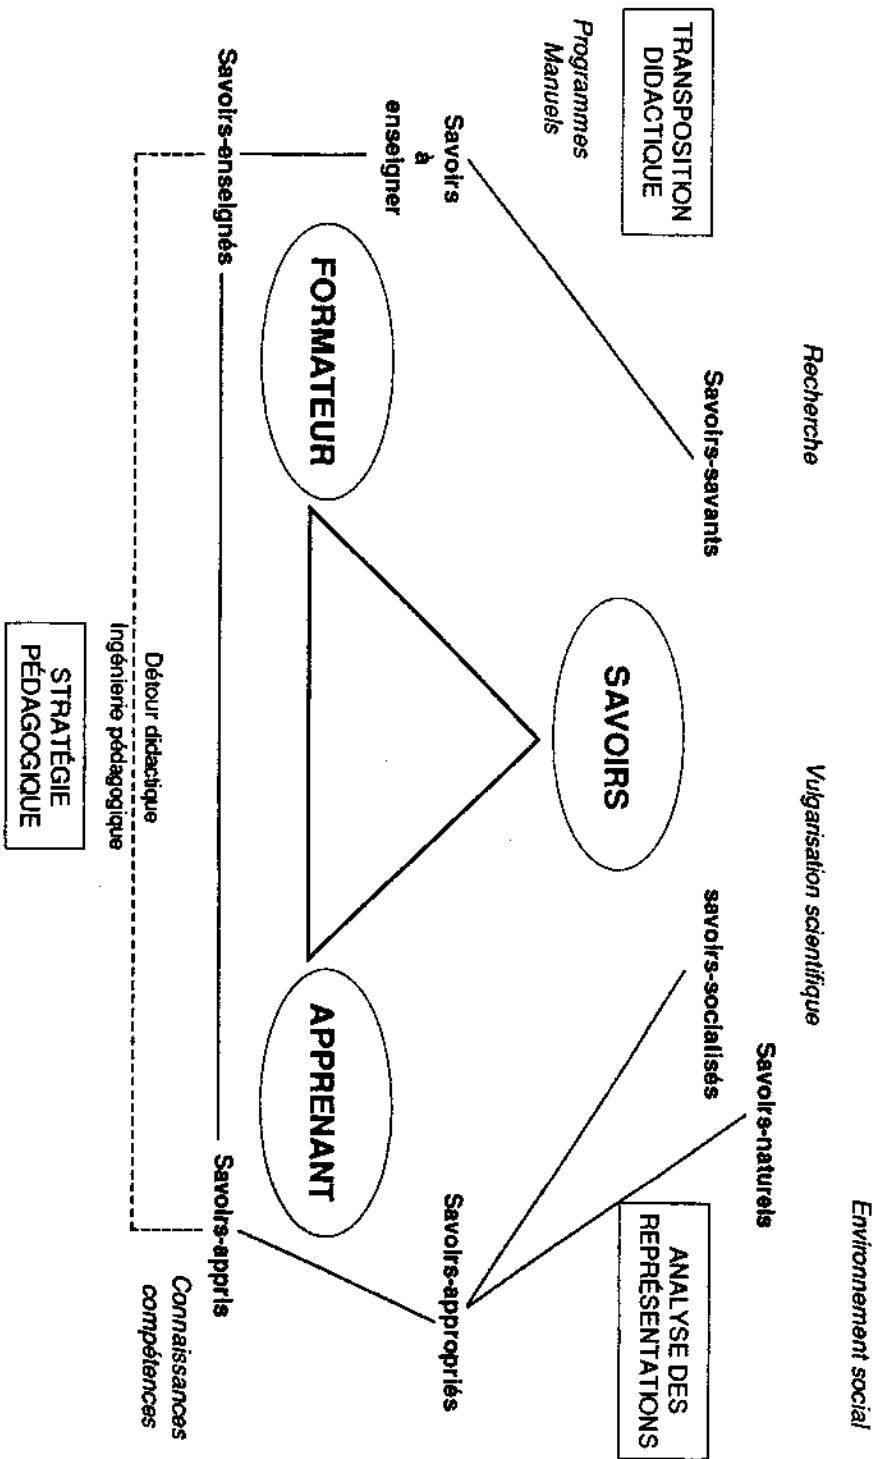 Recherche
Vulgarisation scientifique
Environnement social
TRANSPOSITION
DIDACTIQUE
Savoirs-savants
savoirs-socialisés
Savoirs-naturels
ANALYSE DES
REPRÉSENTATIONS
Programmes
Manuels
SAVOIRS
Savoirs
à
enseigner
Savoirs-appropriés
FORMATEUR
APPRENANT
Savoirs-enseignés
Savoirs-appris
Connaissances
compétences
Détour didactique
Ingénierie pédagogique
STRATÉGIE
PÉDAGOGIQUE